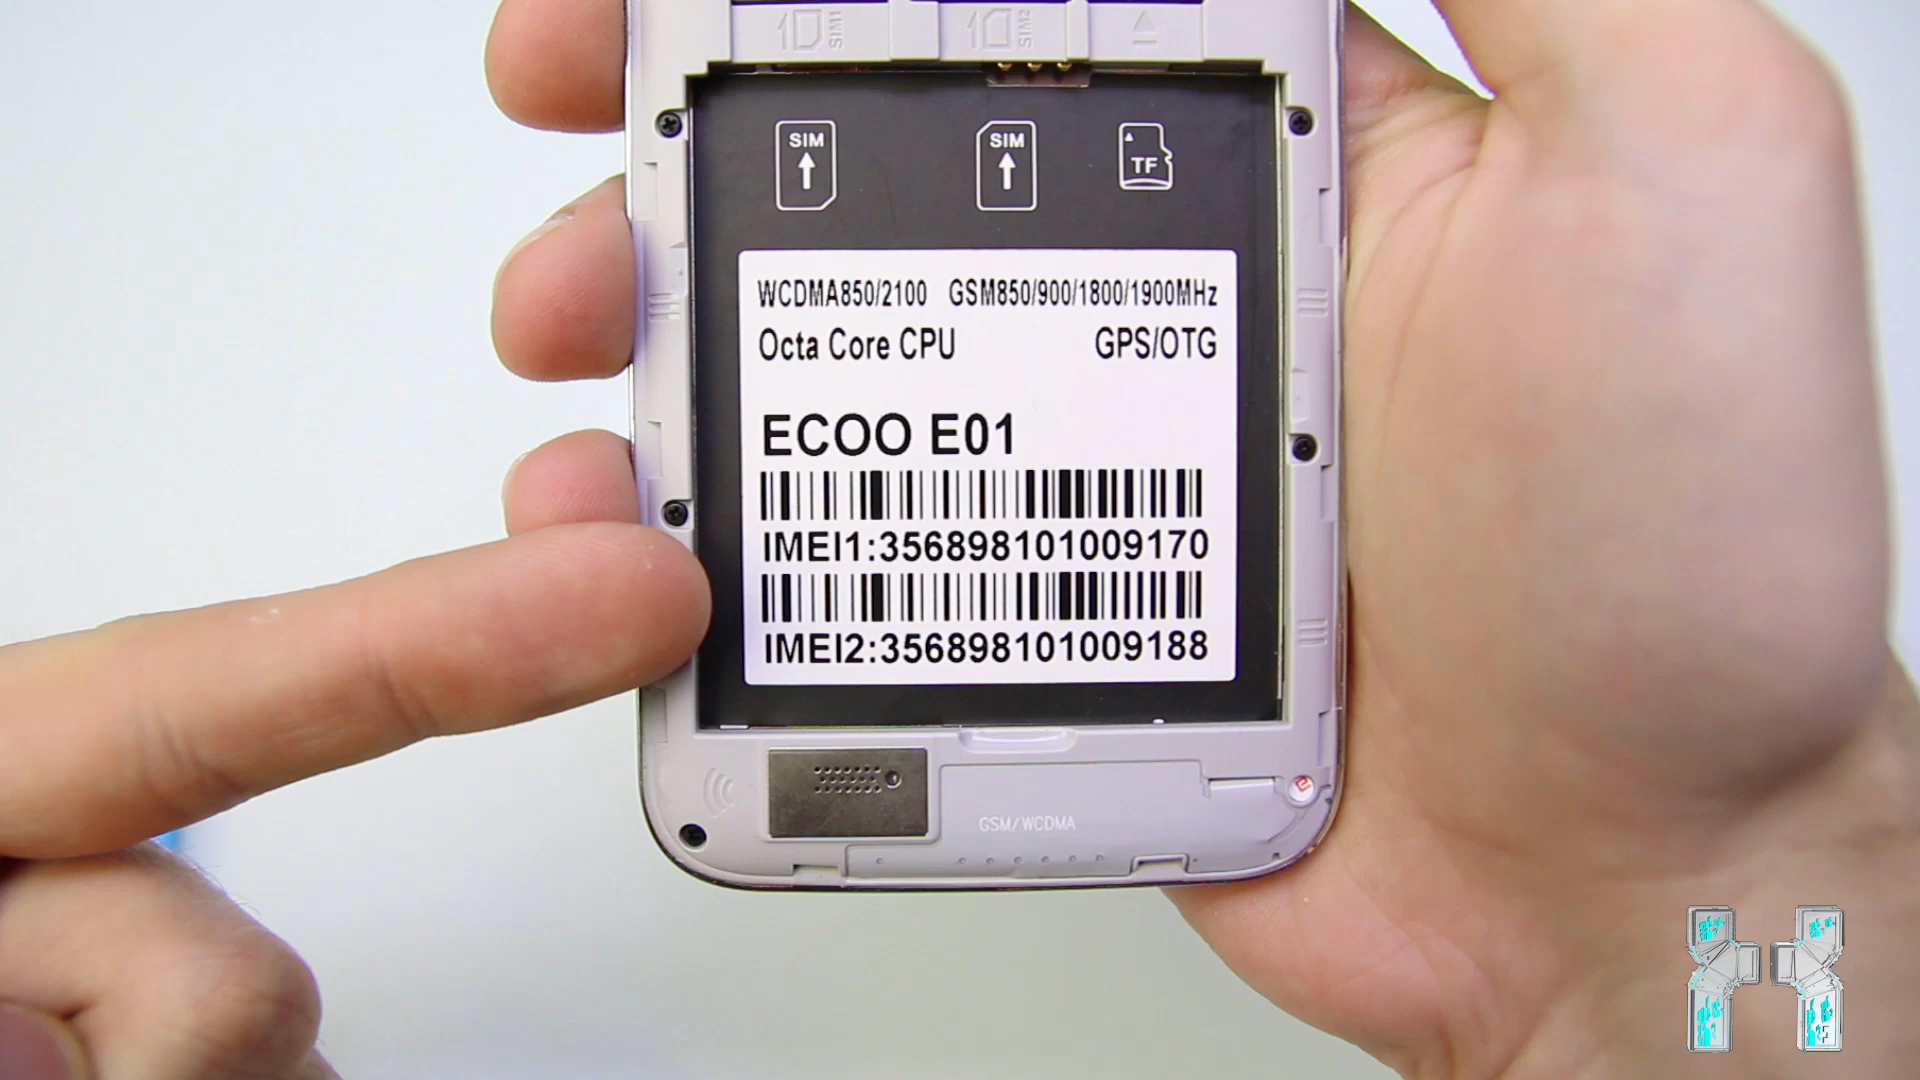 SIM1 SIM2
SIM SIM TF
WCDMA850/2100 GSM850/900/1800/1900MHz
Octa Core CPU GPS/OTG
ECOO E01
IMEI1:356898101009170
IMEI2:356898101009188
GSM/WCDMA